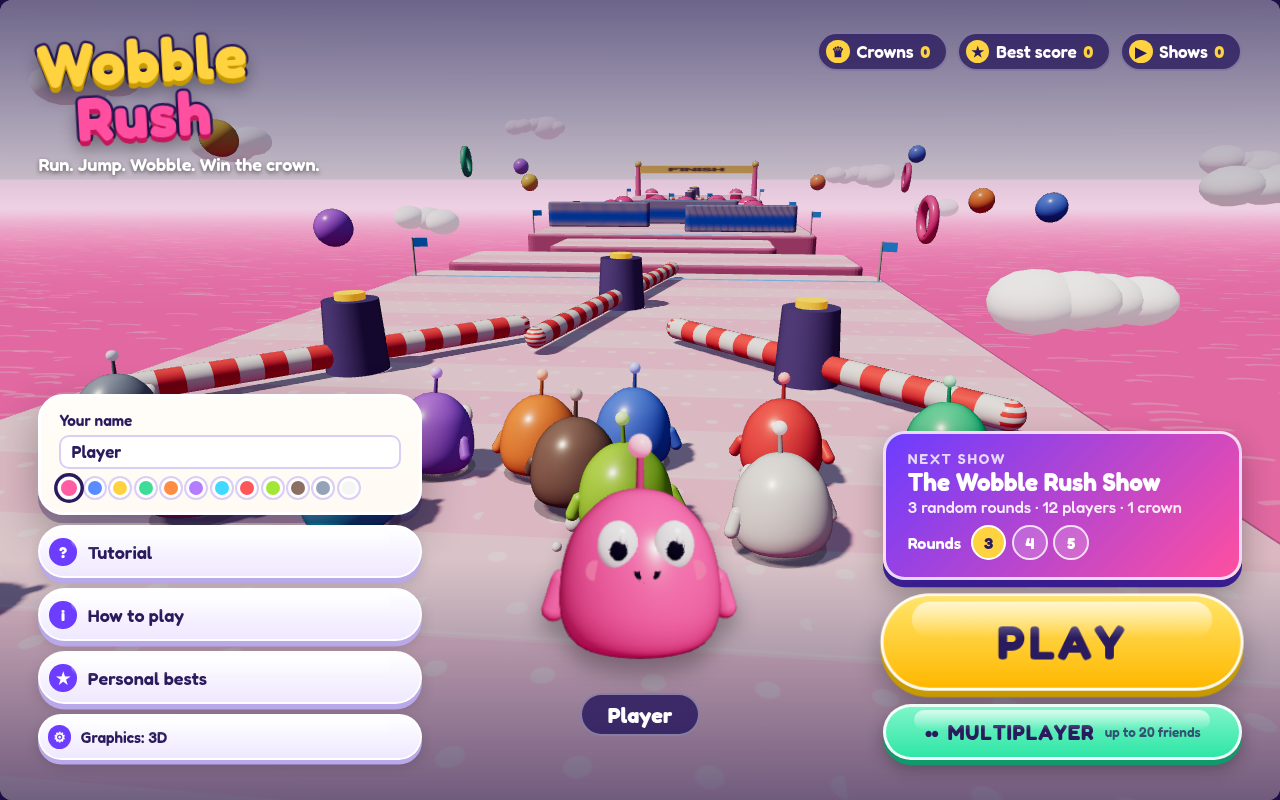 Wobble
Rush
Run. Jump. Wobble. Win the crown.
Crowns 0
Best score 0
Shows 0
FINISH
Your name
Player
? Tutorial
i How to play
Personal bests
Graphics: 3D
Player
NEXT SHOW
The Wobble Rush Show
3 random rounds · 12 players · 1 crown
Rounds 3 4 5
PLAY
MULTIPLAYER up to 20 friends